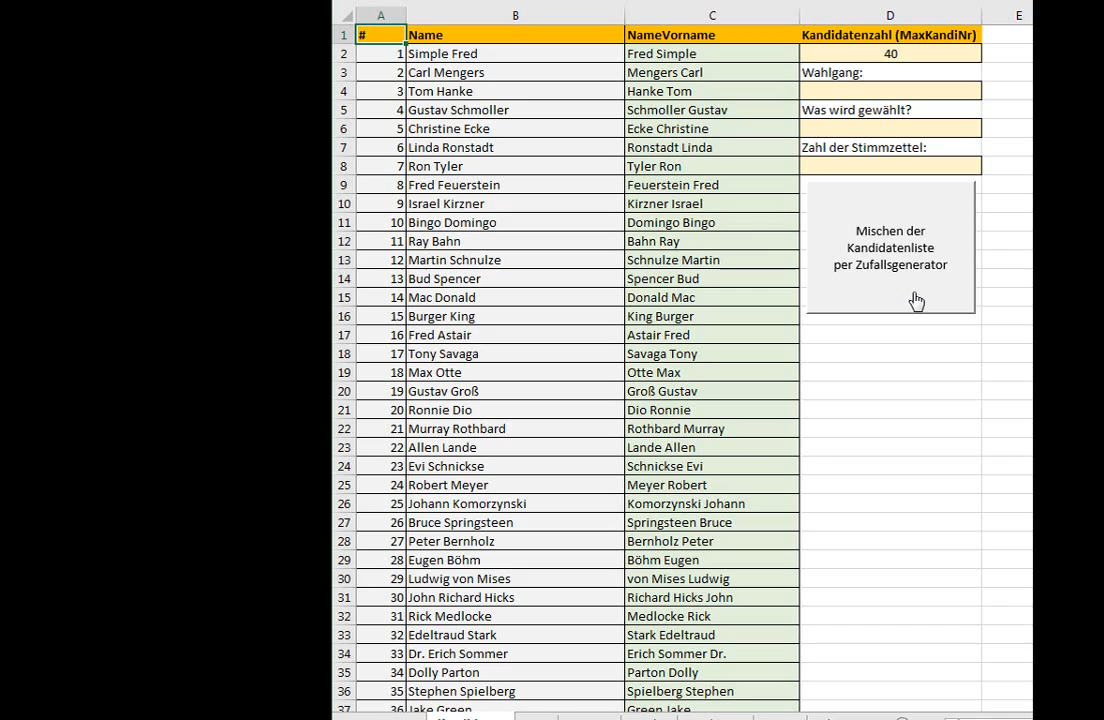 A B C D E
1 # Name NameVorname Kandidatenzahl (MaxKandiNr)
2 1 Simple Fred Fred Simple 40
3 2 Carl Mengers Mengers Carl Wahlgang:
4 3 Tom Hanke Hanke Tom
5 4 Gustav Schmoller Schmoller Gustav Was wird gewählt?
6 5 Christine Ecke Ecke Christine
7 6 Linda Ronstadt Ronstadt Linda Zahl der Stimmzettel:
8 7 Ron Tyler Tyler Ron
9 8 Fred Feuerstein Feuerstein Fred
10 9 Israel Kirzner Kirzner Israel
11 10 Bingo Domingo Domingo Bingo
12 11 Ray Bahn Bahn Ray
13 12 Martin Schnulze Schnulze Martin
14 13 Bud Spencer Spencer Bud
15 14 Mac Donald Donald Mac
16 15 Burger King King Burger
17 16 Fred Astair Astair Fred
18 17 Tony Savaga Savaga Tony
19 18 Max Otte Otte Max
20 19 Gustav Groß Groß Gustav
21 20 Ronnie Dio Dio Ronnie
22 21 Murray Rothbard Rothbard Murray
23 22 Allen Lande Lande Allen
24 23 Evi Schnickse Schnickse Evi
25 24 Robert Meyer Meyer Robert
26 25 Johann Komorzynski Komorzynski Johann
27 26 Bruce Springsteen Springsteen Bruce
28 27 Peter Bernholz Bernholz Peter
29 28 Eugen Böhm Böhm Eugen
30 29 Ludwig von Mises von Mises Ludwig
31 30 John Richard Hicks Richard Hicks John
32 31 Rick Medlocke Medlocke Rick
33 32 Edeltraud Stark Stark Edeltraud
34 33 Dr. Erich Sommer Erich Sommer Dr.
35 34 Dolly Parton Parton Dolly
36 35 Stephen Spielberg Spielberg Stephen
37 36 Jake Green Green Jake
Mischen der
Kandidatenliste
per Zufallsgenerator